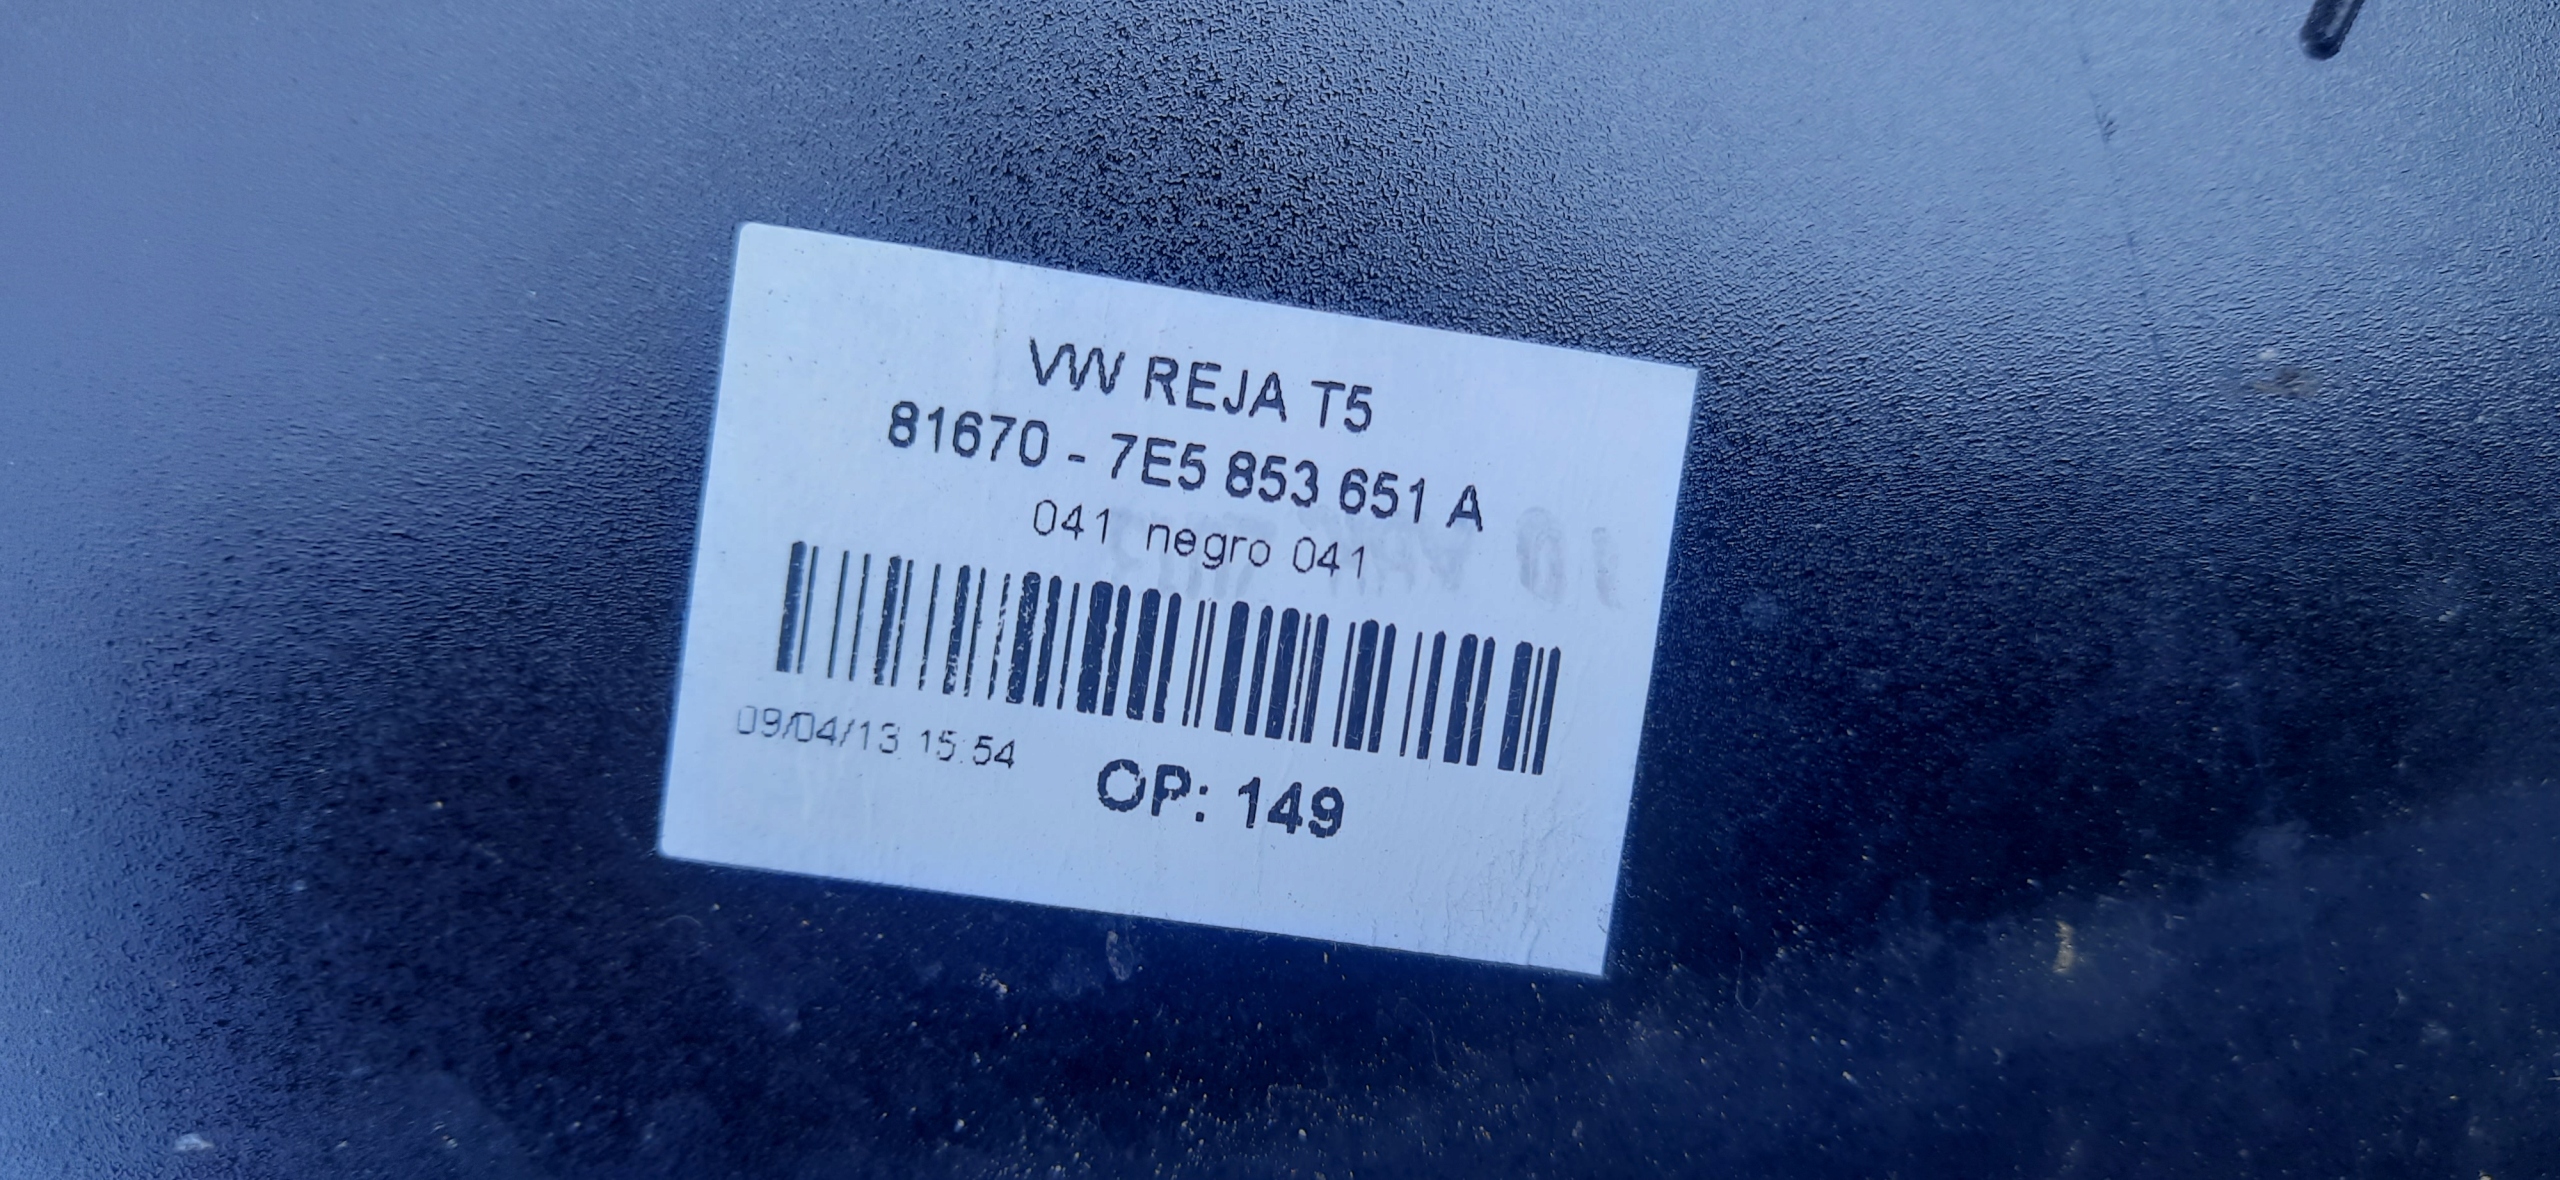 VW REJA T5
81670 - 7E5 853 651 A
041 negro 041
09/04/13 15:54
OP: 149